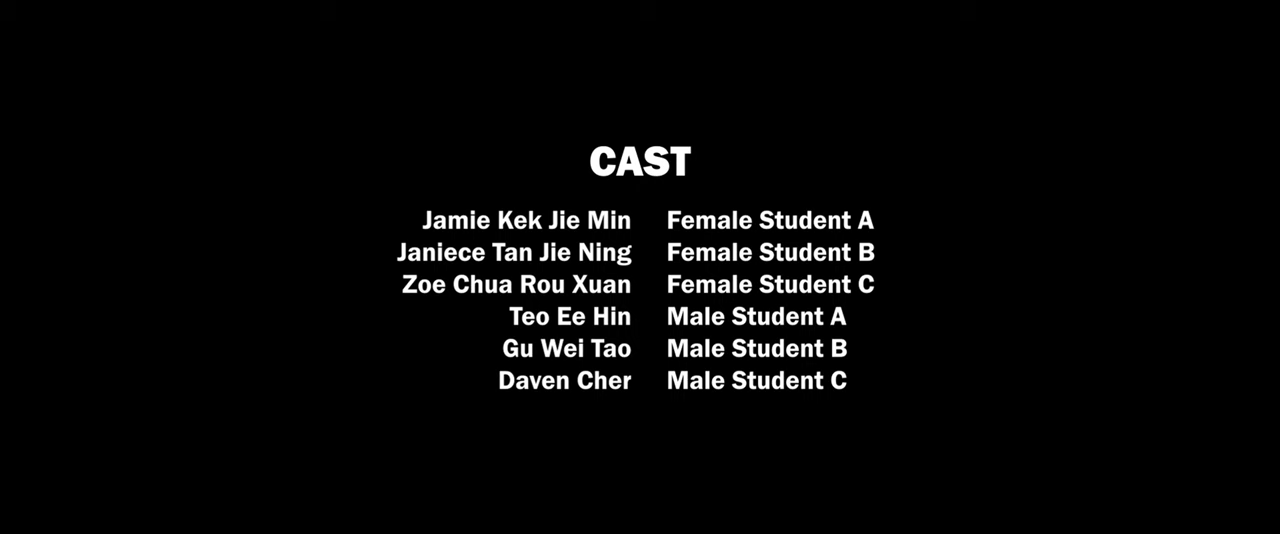 CAST
Jamie Kek Jie Min Female Student A
Janiece Tan Jie Ning Female Student B
Zoe Chua Rou Xuan Female Student C
Teo Ee Hin Male Student A
Gu Wei Tao Male Student B
Daven Cher Male Student C